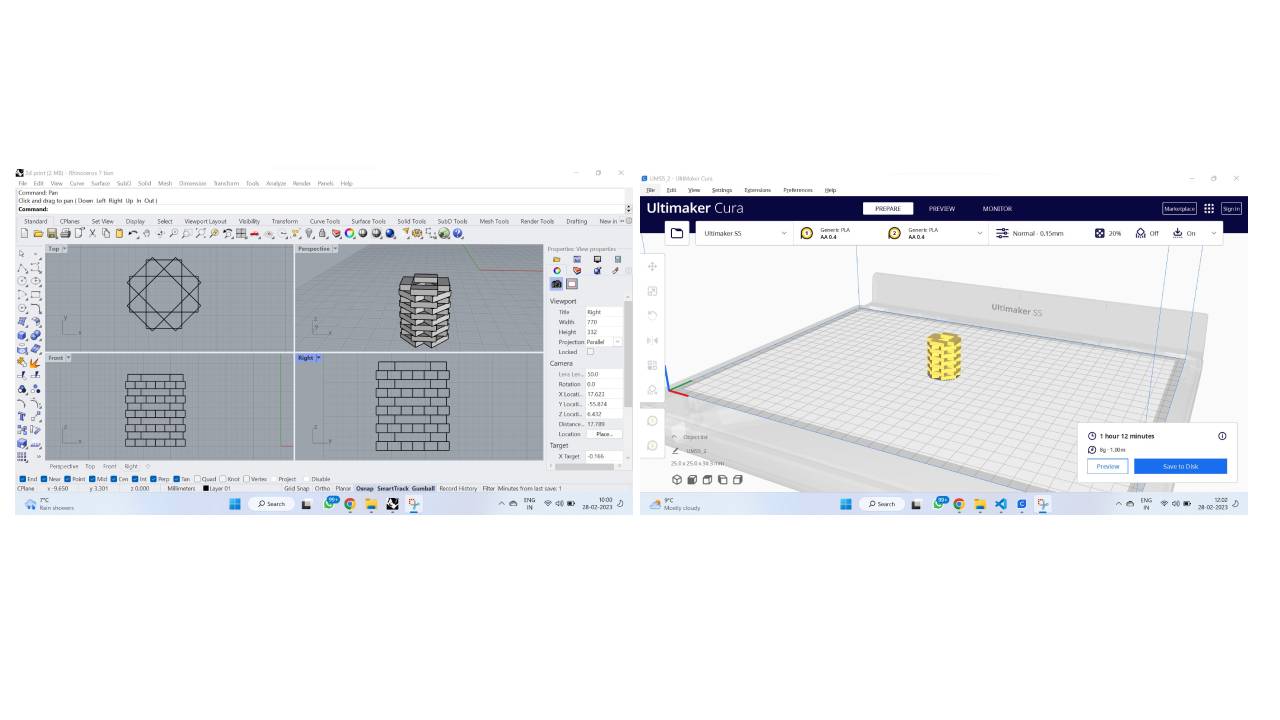 3d print (2 MB) - Rhinoceros 7
File Edit View Curve Surface SubD Solid Mesh Dimension Transform Tools Analyze Render Panels Help
Command: Pan
Click and drag to pan ( Down Left Right Up In Out )
Command:
Standard CPlanes Set View Display Select Viewport Layout Visibility Transform Curve Tools Surface Tools Solid Tools SubD Tools Mesh Tools Render Tools Drafting New in
Top
Perspective
Front
Right
Properties: View properties
Viewport
Title Right
Width 770
Height 332
Projection Parallel
Locked
Camera
Lens Len... 50.0
Rotation 0.0
X Locati... 17.623
Y Locati... -55.874
Z Locati... 6.432
Distance... 17.789
Location Place...
Target
X Target -0.166
Perspective Top Front Right
End Near Point Mid Cen Int Perp Tan Quad Knot Vertex Project Disable
CPlane x -9.650 y 3.301 z 0.000 Millimeters Layer 01 Grid Snap Ortho Planar Osnap SmartTrack Gumball Record History Filter Minutes from last save: 1
7°C
Rain showers
Search
99+
ENG
IN
10:00
28-02-2023
UMS5_2 - UltiMaker Cura
File Edit View Settings Extensions Preferences Help
Ultimaker Cura
PREPARE PREVIEW MONITOR
Marketplace Sign in
Ultimaker S5
1 Generic PLA
AA 0.4
2 Generic PLA
AA 0.4
Normal - 0.15mm
20% Off On
Ultimaker S5
Object list
UMS5_2
25.0 x 25.0 x 30.3 mm
1 hour 12 minutes
8g · 1.00m
Preview Save to Disk
9°C
Mostly cloudy
Search
99+
ENG
IN
12:02
28-02-2023